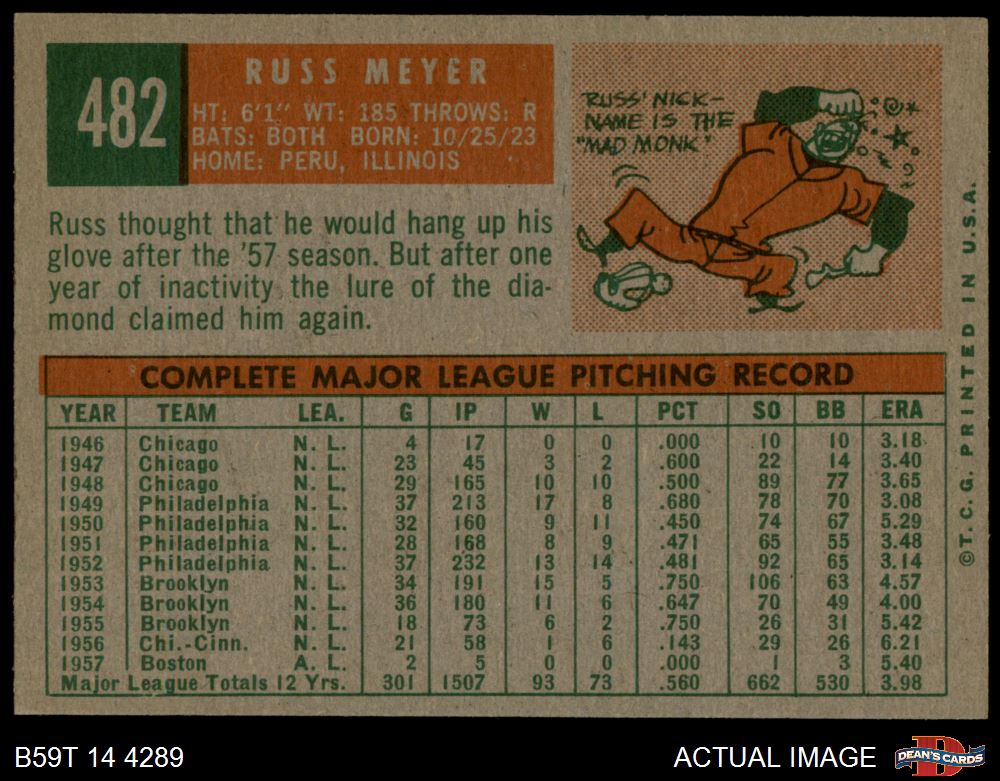 482
RUSS MEYER
HT: 6'1" WT: 185 THROWS: R
BATS: BOTH BORN: 10/25/23
HOME: PERU, ILLINOIS
RUSS' NICK-
NAME IS THE
"MAD MONK"
Russ thought that he would hang up his
glove after the '57 season. But after one
year of inactivity the lure of the dia-
mond claimed him again.
COMPLETE MAJOR LEAGUE PITCHING RECORD
YEAR TEAM LEA. G IP W L PCT SO BB ERA
1946 Chicago N. L. 4 17 0 0 .000 10 10 3.18
1947 Chicago N. L. 23 45 3 2 .600 22 14 3.40
1948 Chicago N. L. 29 165 10 10 .500 89 77 3.65
1949 Philadelphia N. L. 37 213 17 8 .680 78 70 3.08
1950 Philadelphia N. L. 32 160 9 11 .450 74 67 5.29
1951 Philadelphia N. L. 28 168 8 9 .471 65 55 3.48
1952 Philadelphia N. L. 37 232 13 14 .481 92 65 3.14
1953 Brooklyn N. L. 34 191 15 5 .750 106 63 4.57
1954 Brooklyn N. L. 36 180 11 6 .647 70 49 4.00
1955 Brooklyn N. L. 18 73 6 2 .750 26 31 5.42
1956 Chi.-Cinn. N. L. 21 58 1 6 .143 29 26 6.21
1957 Boston A. L. 2 5 0 0 .000 1 3 5.40
Major League Totals 12 Yrs. 301 1507 93 73 .560 662 530 3.98
©T. C. G. PRINTED IN U.S.A.
B59T 14 4289
ACTUAL IMAGE
D
DEAN'S CARDS